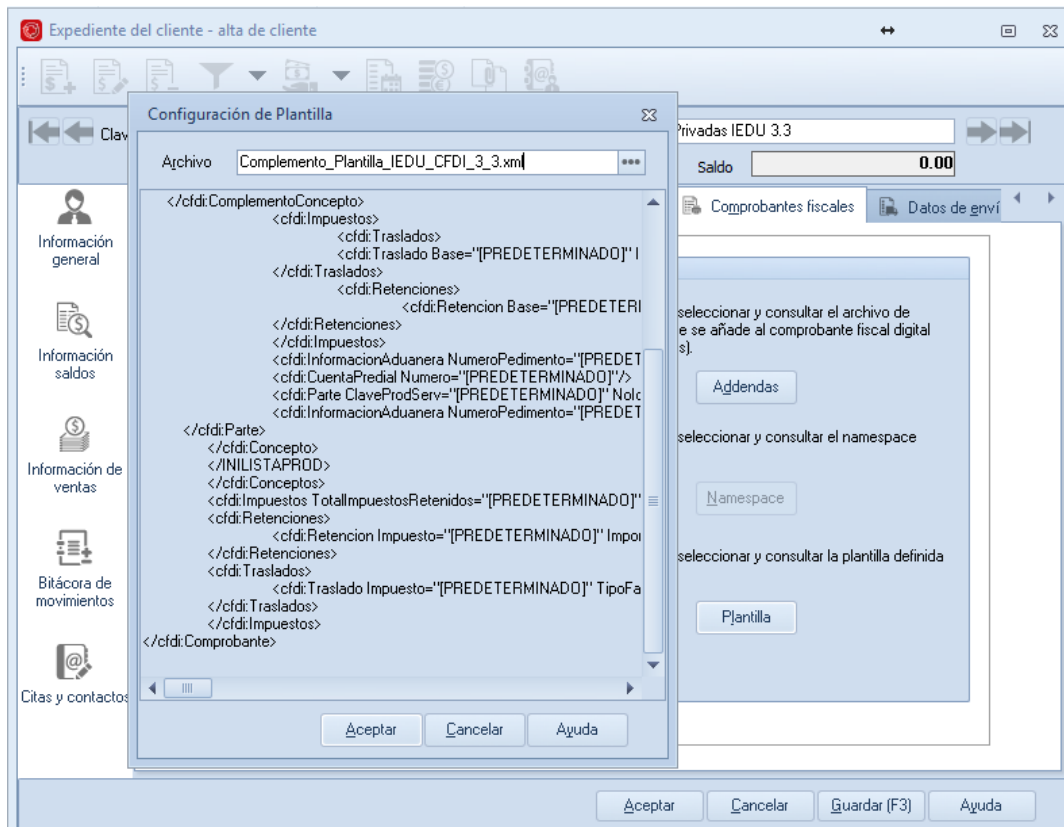 Expediente del cliente - alta de cliente
Configuración de Plantilla
Clav
Privadas IEDU 3.3
Archivo Complemento_Plantilla_IEDU_CFDI_3_3.xml
Saldo 0.00
Comprobantes fiscales
Datos de enví
Información general
Información saldos
Información de ventas
Bitácora de movimientos
Citas y contactos
</cfdi:ComplementoConcepto>
<cfdi:Impuestos>
<cfdi:Traslados>
<cfdi:Traslado Base="[PREDETERMINADO]" I
</cfdi:Traslados>
<cfdi:Retenciones>
<cfdi:Retencion Base="[PREDETERI
</cfdi:Retenciones>
</cfdi:Impuestos>
<cfdi:InformacionAduanera NumeroPedimento="[PREDET
<cfdi:CuentaPredial Numero="[PREDETERMINADO]"/>
<cfdi:Parte ClaveProdServ="[PREDETERMINADO]" NoIc
<cfdi:InformacionAduanera NumeroPedimento="[PREDET
</cfdi:Parte>
</cfdi:Concepto>
</INILISTAPROD>
</cfdi:Conceptos>
<cfdi:Impuestos TotalImpuestosRetenidos="[PREDETERMINADO]"
<cfdi:Retenciones>
<cfdi:Retencion Impuesto="[PREDETERMINADO]" Impor
</cfdi:Retenciones>
<cfdi:Traslados>
<cfdi:Traslado Impuesto="[PREDETERMINADO]" TipoFa
</cfdi:Traslados>
</cfdi:Impuestos>
</cfdi:Comprobante>
Aceptar Cancelar Ayuda
seleccionar y consultar el archivo de
e se añade al comprobante fiscal digital
s).
Addendas
seleccionar y consultar el namespace
Namespace
seleccionar y consultar la plantilla definida
Plantilla
Aceptar Cancelar Guardar (F3) Ayuda